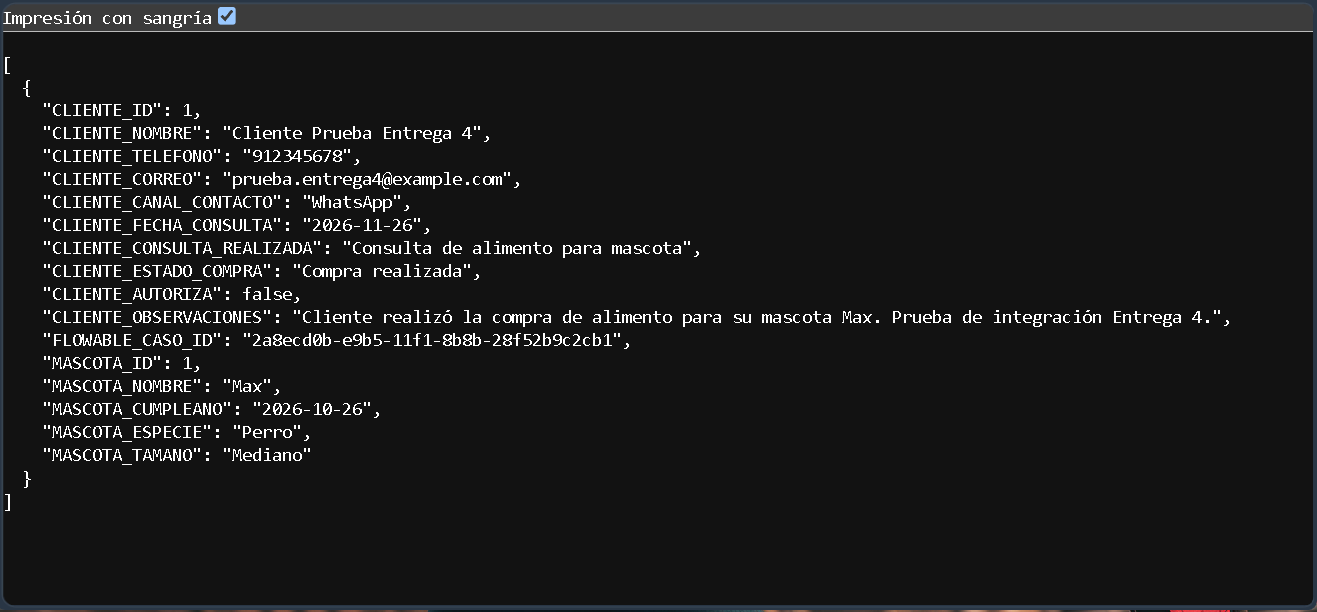 Impresión con sangría
[
  {
    "CLIENTE_ID": 1,
    "CLIENTE_NOMBRE": "Cliente Prueba Entrega 4",
    "CLIENTE_TELEFONO": "912345678",
    "CLIENTE_CORREO": "prueba.entrega4@example.com",
    "CLIENTE_CANAL_CONTACTO": "WhatsApp",
    "CLIENTE_FECHA_CONSULTA": "2026-11-26",
    "CLIENTE_CONSULTA_REALIZADA": "Consulta de alimento para mascota",
    "CLIENTE_ESTADO_COMPRA": "Compra realizada",
    "CLIENTE_AUTORIZA": false,
    "CLIENTE_OBSERVACIONES": "Cliente realizó la compra de alimento para su mascota Max. Prueba de integración Entrega 4.",
    "FLOWABLE_CASO_ID": "2a8ecd0b-e9b5-11f1-8b8b-28f52b9c2cb1",
    "MASCOTA_ID": 1,
    "MASCOTA_NOMBRE": "Max",
    "MASCOTA_CUMPLEANO": "2026-10-26",
    "MASCOTA_ESPECIE": "Perro",
    "MASCOTA_TAMANO": "Mediano"
  }
]